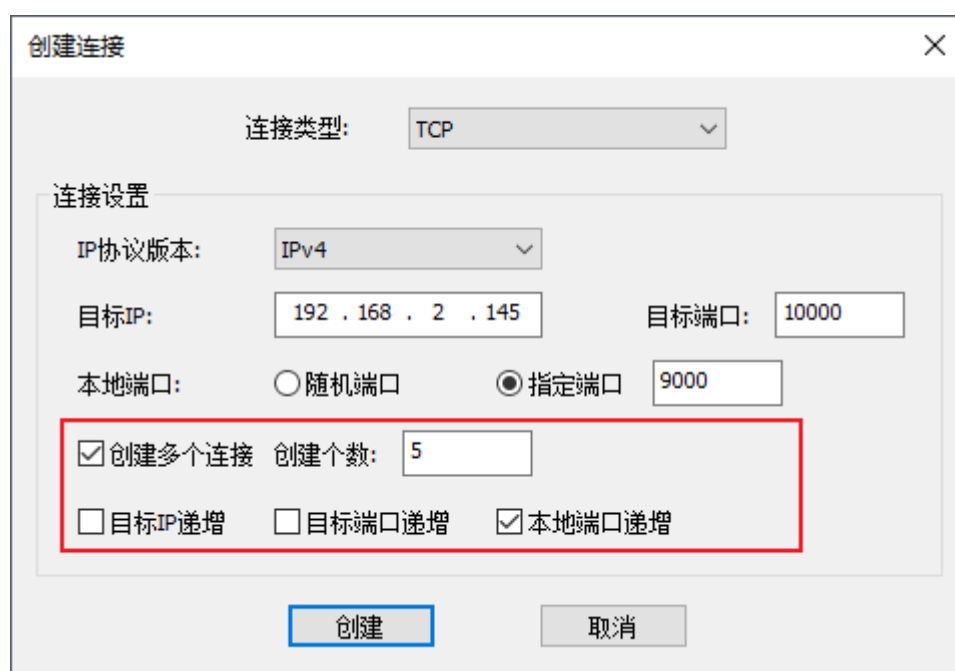 创建连接
连接类型: TCP
连接设置
IP协议版本: IPv4
目标IP: 192 . 168 . 2 . 145 目标端口: 10000
本地端口: 随机端口 指定端口 9000
创建多个连接 创建个数: 5
目标IP递增 目标端口递增 本地端口递增
创建 取消